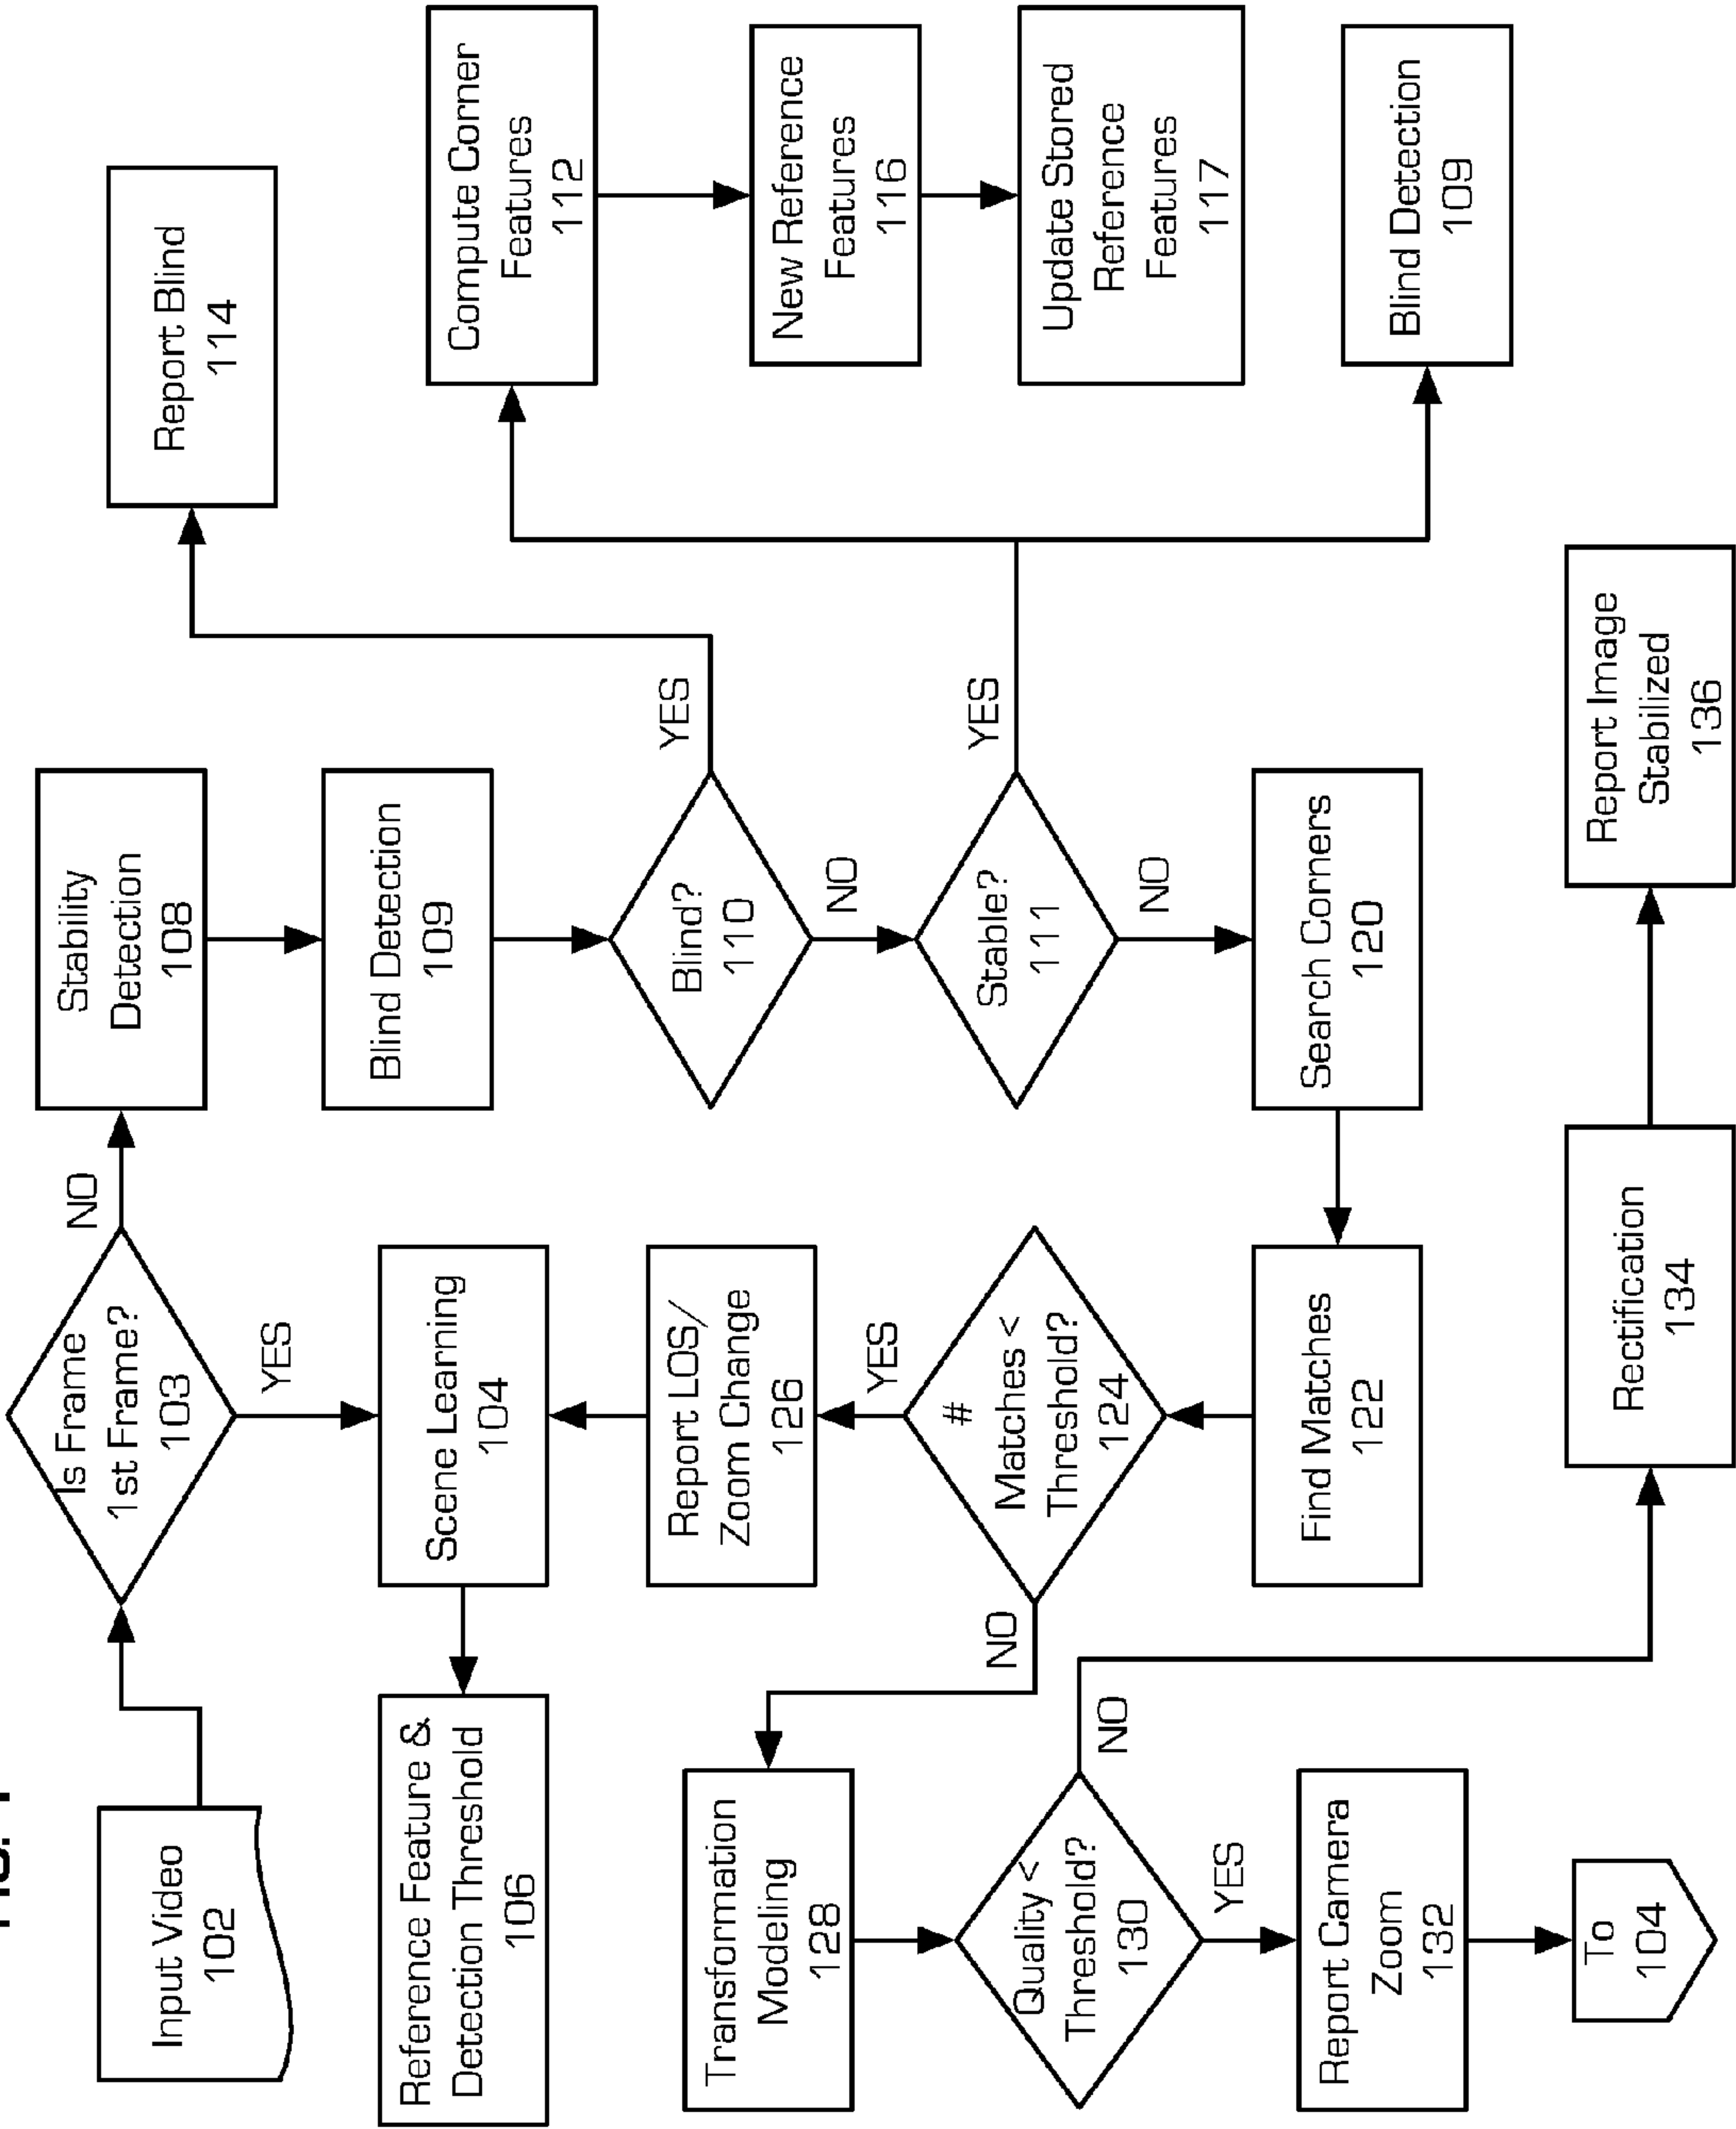 Input Video
102
Is Frame
1st Frame?
103
NO
YES
Stability
Detection
108
Report Blind
114
Reference Feature &
Detection Threshold
106
Scene Learning
104
Blind Detection
109
Compute Corner
Features
112
Report LOS/
Zoom Change
126
YES
Blind?
110
YES
NO
New Reference
Features
116
Transformation
Modeling
128
NO
#
Matches <
Threshold?
124
Stable?
111
YES
NO
Update Stored
Reference
Features
117
Quality <
Threshold?
130
NO
YES
Find Matches
122
Search Corners
120
Blind Detection
109
Report Camera
Zoom
132
To
104
Rectification
134
Report Image
Stabilized
136